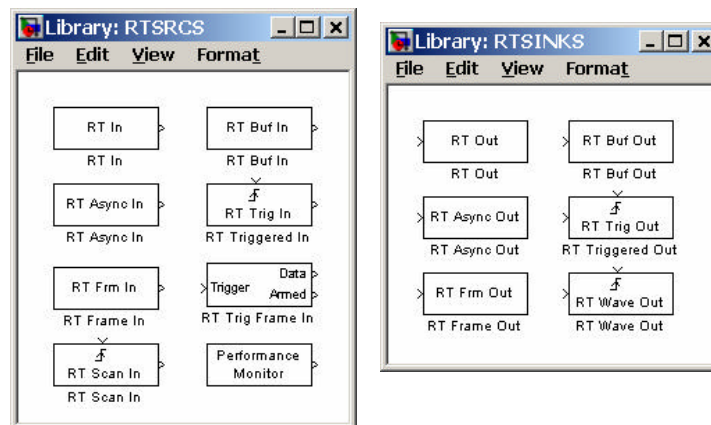 Library: RTSRCS
File Edit View Format
RT In
RT In
RT Buf In
RT Buf In
RT Async In
RT Async In
RT Trig In
RT Triggered In
RT Frm In
RT Frame In
Trigger
Data
Armed
RT Trig Frame In
RT Scan In
RT Scan In
Performance
Monitor
Library: RTSINKS
File Edit View Format
RT Out
RT Out
RT Buf Out
RT Buf Out
RT Async Out
RT Async Out
RT Trig Out
RT Triggered Out
RT Frm Out
RT Frame Out
RT Wave Out
RT Wave Out